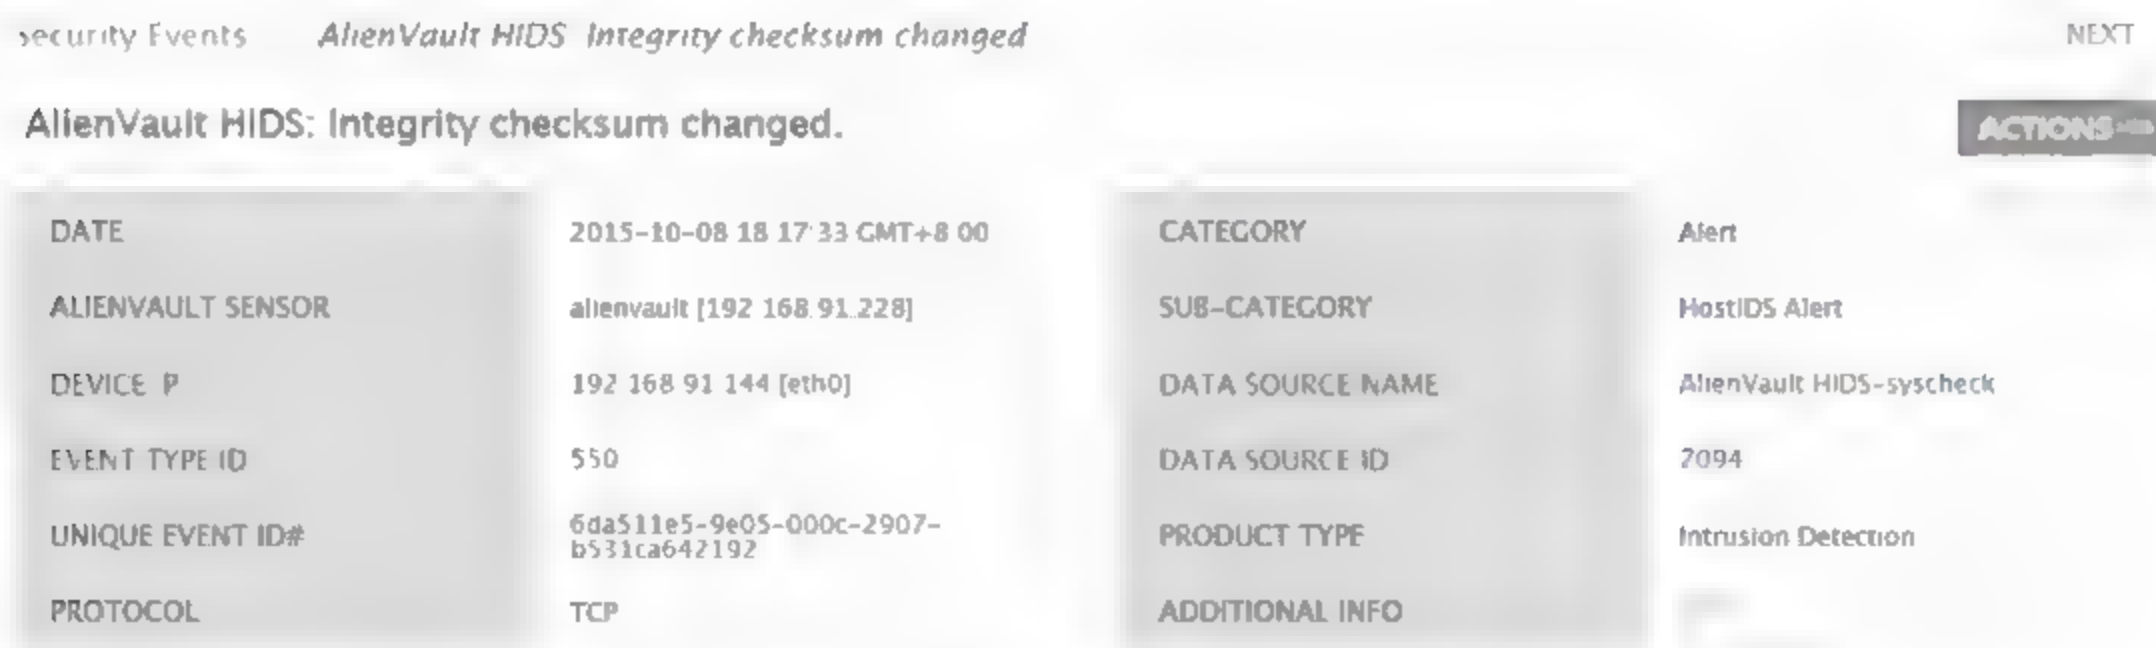 Security Events AlienVault HIDS Integrity checksum changed NEXT
AlienVault HIDS: Integrity checksum changed.
ACTIONS
DATE 2015-10-08 18 17:33 GMT+8 00 CATEGORY Alert
ALIENVAULT SENSOR alienvault [192 168.91.228] SUB-CATEGORY HostIDS Alert
DEVICE IP 192 168 91 144 [eth0] DATA SOURCE NAME AlienVault HIDS-syscheck
EVENT TYPE ID 550 DATA SOURCE ID 7094
UNIQUE EVENT ID# 6da511e5-9e05-000c-2907- PRODUCT TYPE Intrusion Detection
b531ca642192
PROTOCOL TCP ADDITIONAL INFO